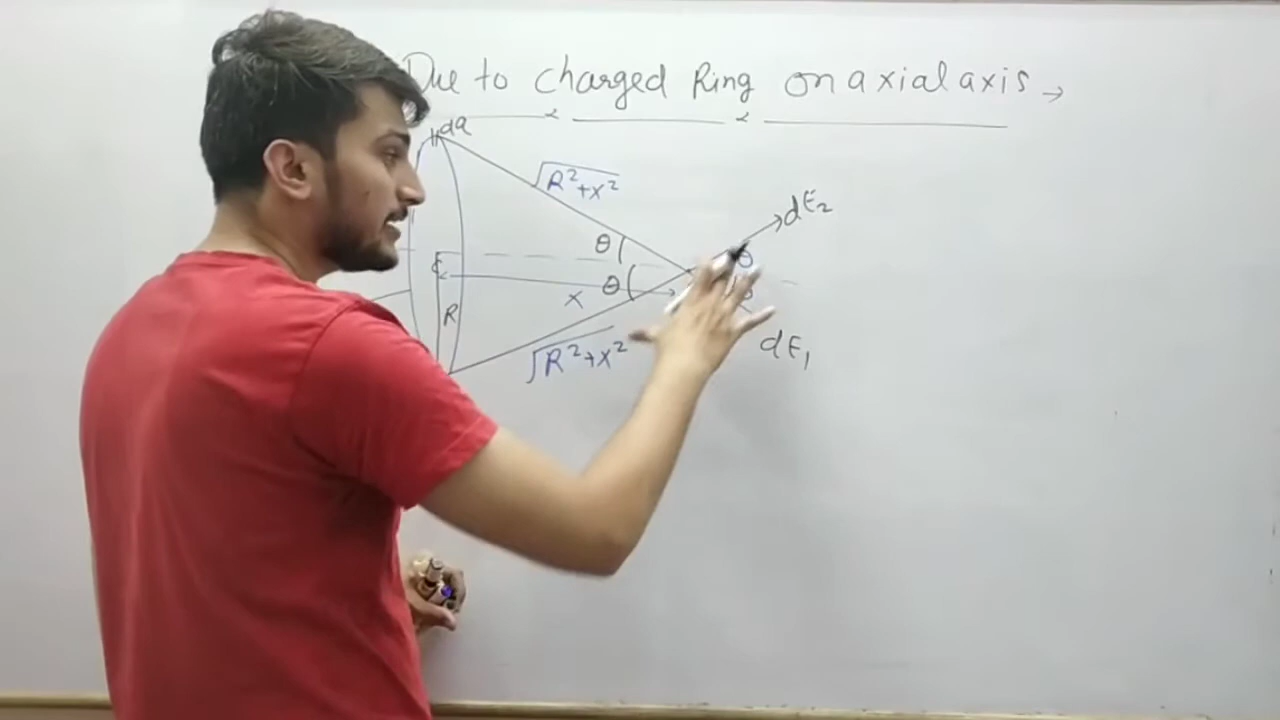 Due to charged Ring on axial axis →
dq
√R²+x²
dE₂
θ
θ
θ
x
R
√R²+x²
dE₁